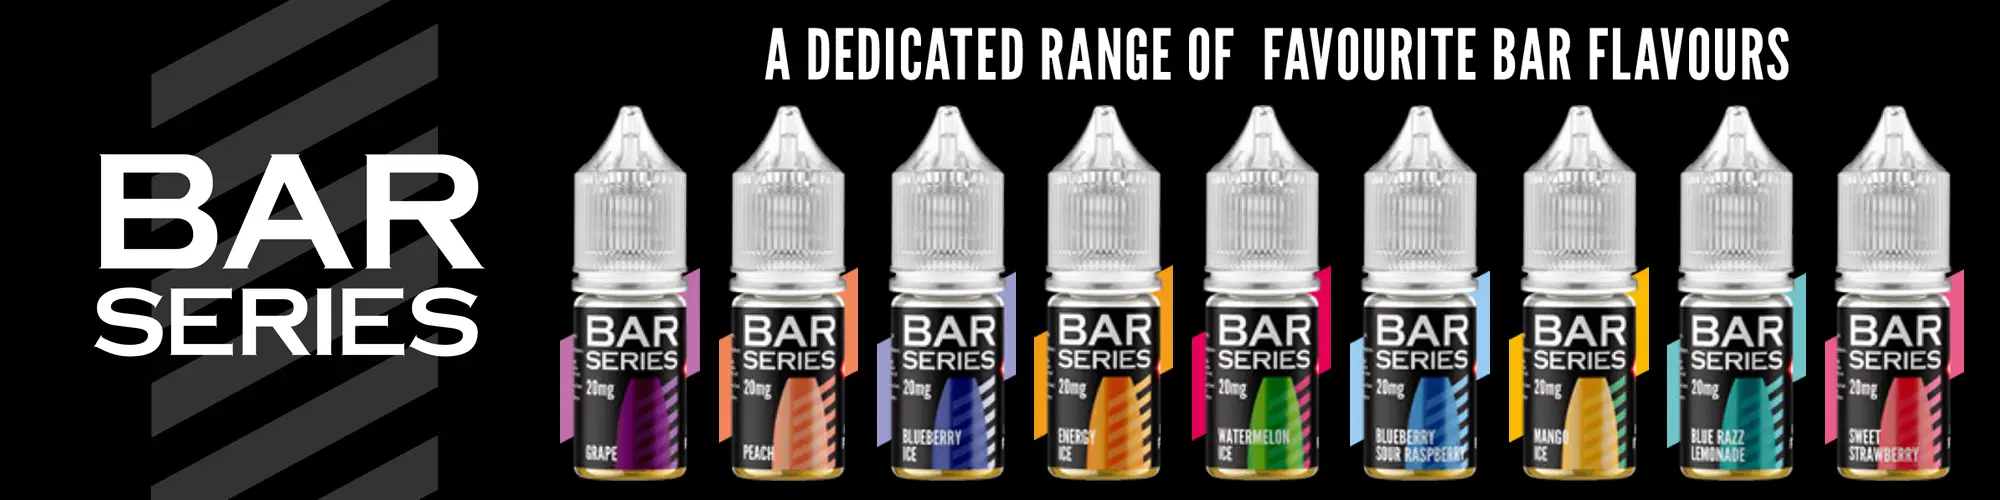 BAR
SERIES
A DEDICATED RANGE OF FAVOURITE BAR FLAVOURS
BAR
SERIES
20mg
GRAPE
BAR
SERIES
20mg
PEACH
BAR
SERIES
20mg
BLUEBERRY
ICE
BAR
SERIES
20mg
ENERGY
ICE
BAR
SERIES
20mg
WATERMELON
ICE
BAR
SERIES
20mg
BLUEBERRY
SOUR RASPBERRY
BAR
SERIES
20mg
MANGO
ICE
BAR
SERIES
20mg
BLUE RAZZ
LEMONADE
BAR
SERIES
20mg
SWEET
STRAWBERRY